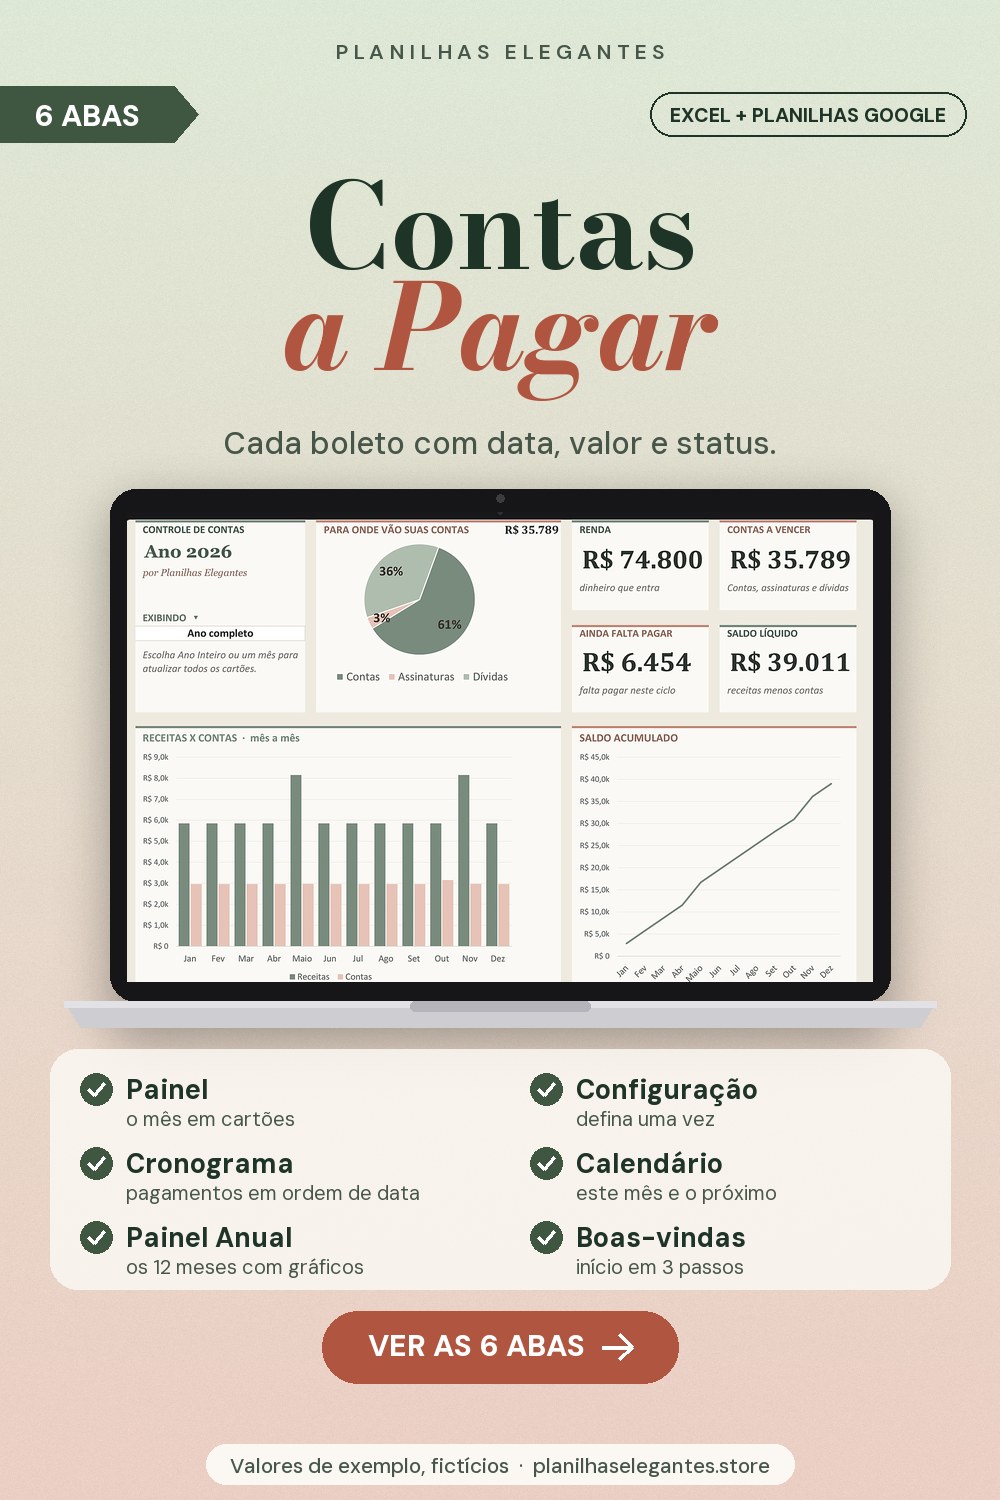 PLANILHAS ELEGANTES
6 ABAS
EXCEL + PLANILHAS GOOGLE
Contas
a Pagar
Cada boleto com data, valor e status.
CONTROLE DE CONTAS
Ano 2026
por Planilhas Elegantes
EXIBINDO ▼
Ano completo
Escolha Ano Inteiro ou um mês para
atualizar todos os cartões.
PARA ONDE VÃO SUAS CONTAS R$ 35.789
36%
3%
61%
Contas Assinaturas Dívidas
RENDA
R$ 74.800
dinheiro que entra
CONTAS A VENCER
R$ 35.789
Contas, assinaturas e dívidas
AINDA FALTA PAGAR
R$ 6.454
falta pagar neste ciclo
SALDO LÍQUIDO
R$ 39.011
receitas menos contas
RECEITAS X CONTAS · mês a mês
R$ 9,0k
R$ 8,0k
R$ 7,0k
R$ 6,0k
R$ 5,0k
R$ 4,0k
R$ 3,0k
R$ 2,0k
R$ 1,0k
R$ 0
Jan Fev Mar Abr Maio Jun Jul Ago Set Out Nov Dez
Receitas Contas
SALDO ACUMULADO
R$ 45,0k
R$ 40,0k
R$ 35,0k
R$ 30,0k
R$ 25,0k
R$ 20,0k
R$ 15,0k
R$ 10,0k
R$ 5,0k
R$ 0
Jan Fev Mar Abr Maio Jun Jul Ago Set Out Nov Dez
Painel
o mês em cartões
Configuração
defina uma vez
Cronograma
pagamentos em ordem de data
Calendário
este mês e o próximo
Painel Anual
os 12 meses com gráficos
Boas-vindas
início em 3 passos
VER AS 6 ABAS →
Valores de exemplo, fictícios · planilhaselegantes.store